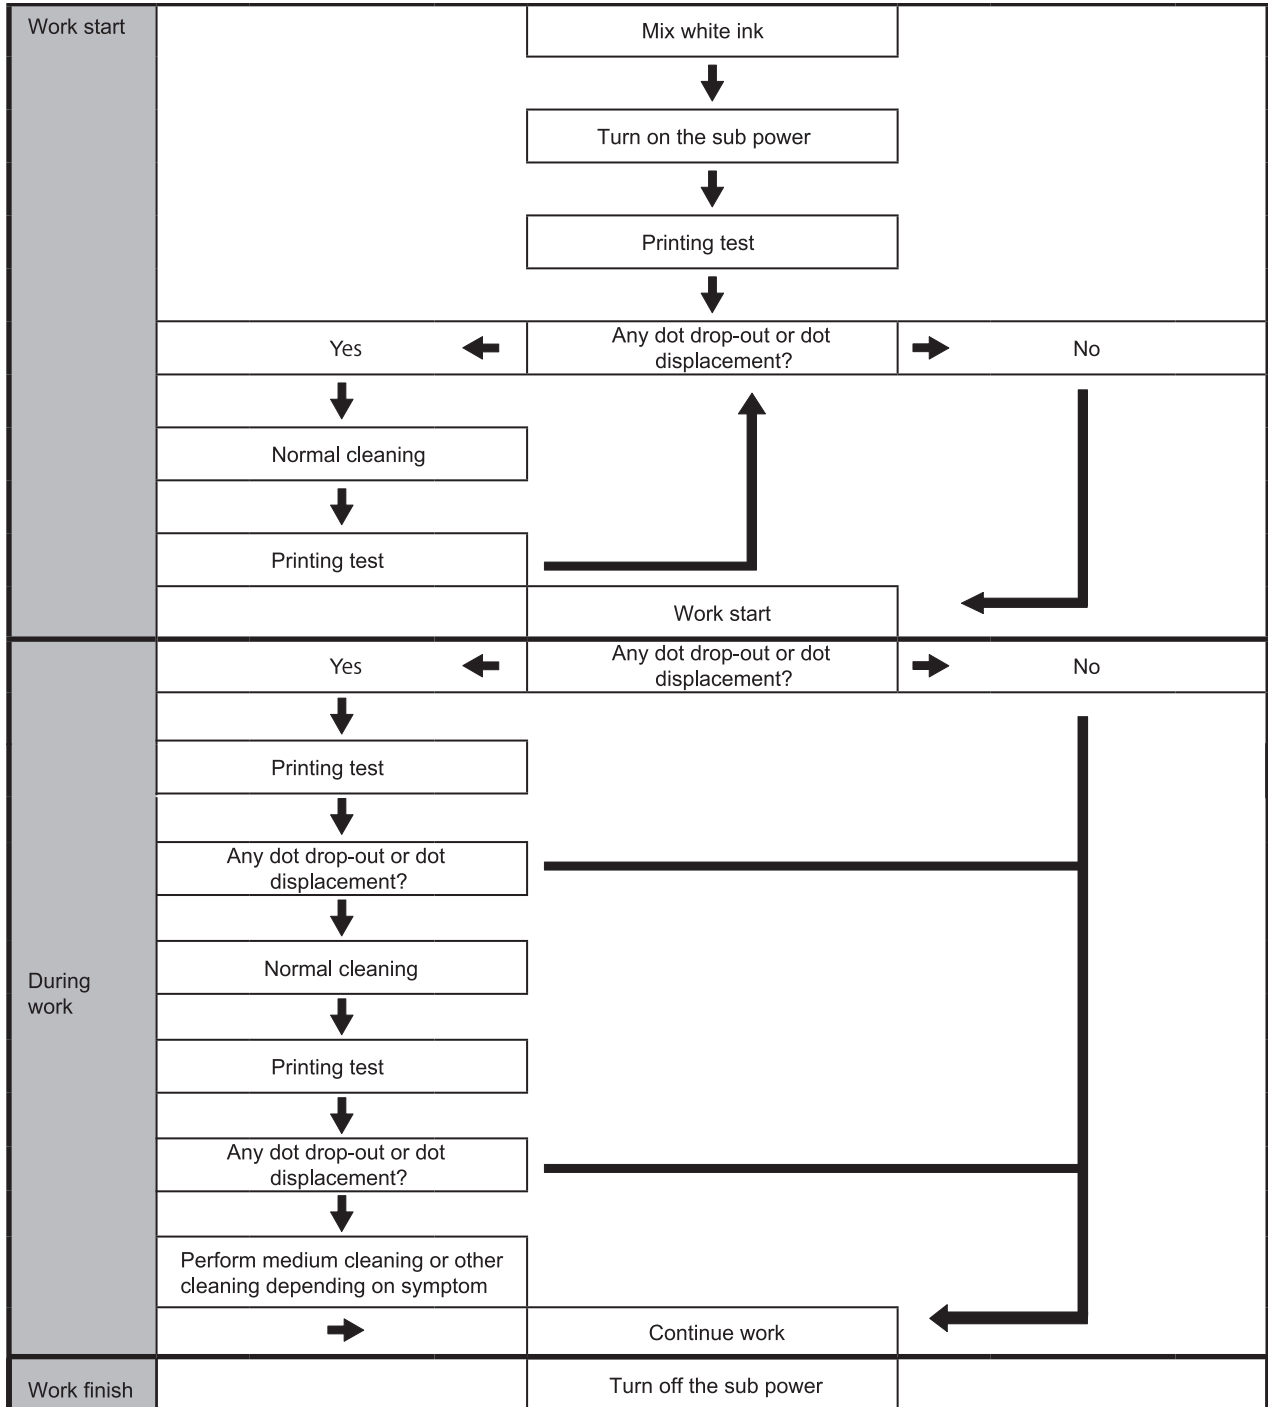 Work start
Mix white ink
Turn on the sub power
Printing test
Yes
Any dot drop-out or dot
displacement?
No
Normal cleaning
Printing test
Work start
During
work
Yes
Any dot drop-out or dot
displacement?
No
Printing test
Any dot drop-out or dot
displacement?
Normal cleaning
Printing test
Any dot drop-out or dot
displacement?
Perform medium cleaning or other
cleaning depending on symptom
Continue work
Work finish
Turn off the sub power